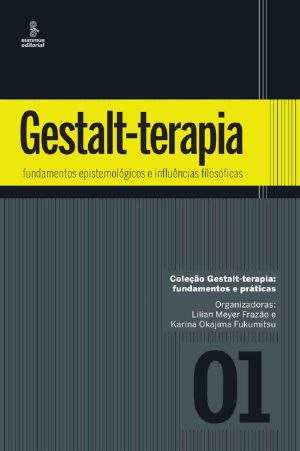 summus
editorial
Gestalt-terapia
fundamentos epistemológicos e influências filosóficas
Coleção Gestalt-terapia:
fundamentos e práticas
Organizadoras:
Lilian Meyer Frazão e
Karina Okajima Fukumitsu
01